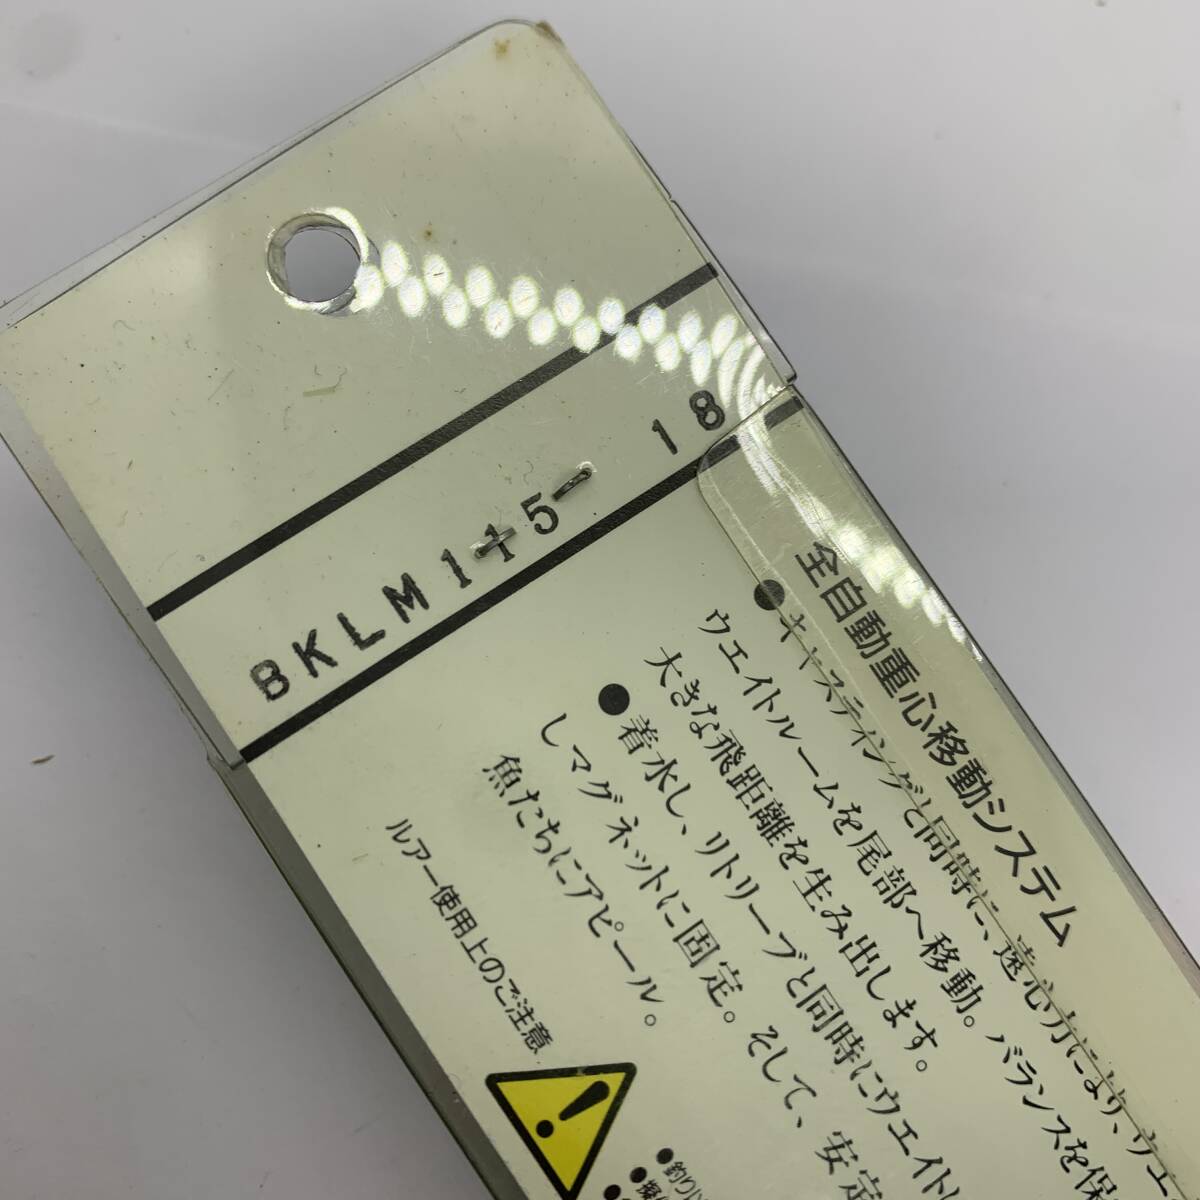 BKLM115- 18
全自動重心移動システム
●キャスティングと同時に、遠心力により、ウエ
ウエイトルームを尾部へ移動。バランスを保
大きな飛距離を生み出します。
●着水し、リトリーブと同時にウエイト
しマグネットに固定。そして、安定
魚たちにアピール。
ルアー使用上のご注意
●釣り